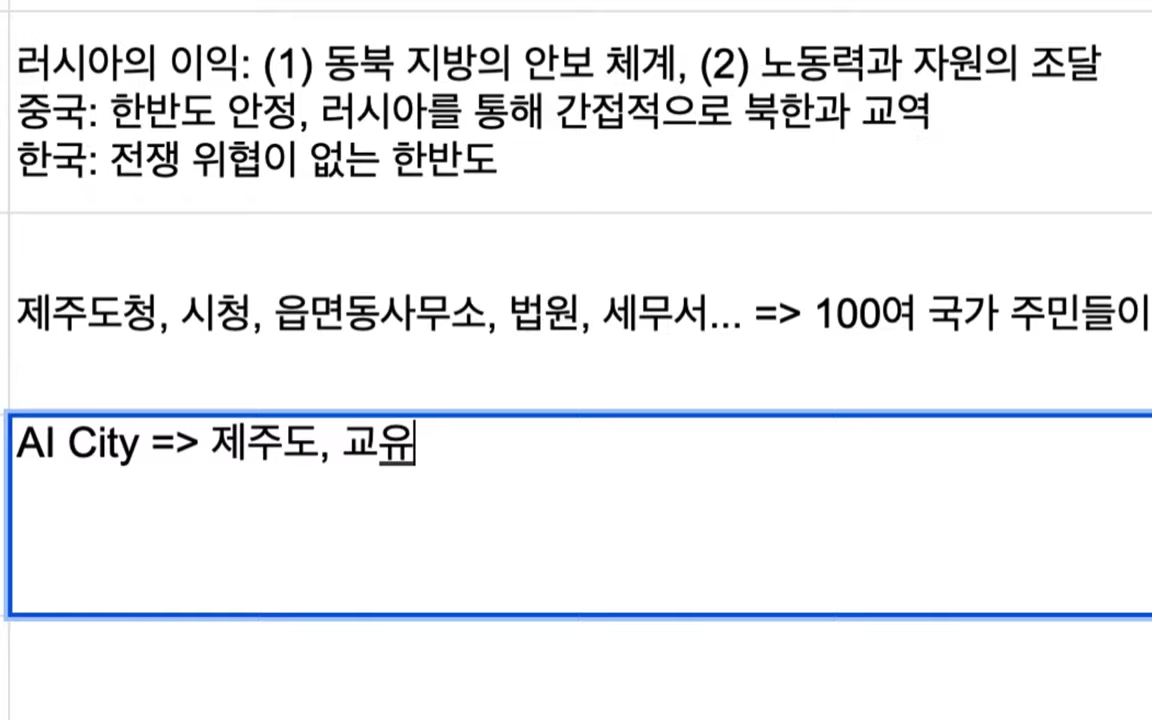 러시아의 이익: (1) 동북 지방의 안보 체계, (2) 노동력과 자원의 조달
중국: 한반도 안정, 러시아를 통해 간접적으로 북한과 교역
한국: 전쟁 위협이 없는 한반도
제주도청, 시청, 읍면동사무소, 법원, 세무서... => 100여 국가 주민들이
AI City => 제주도, 교유